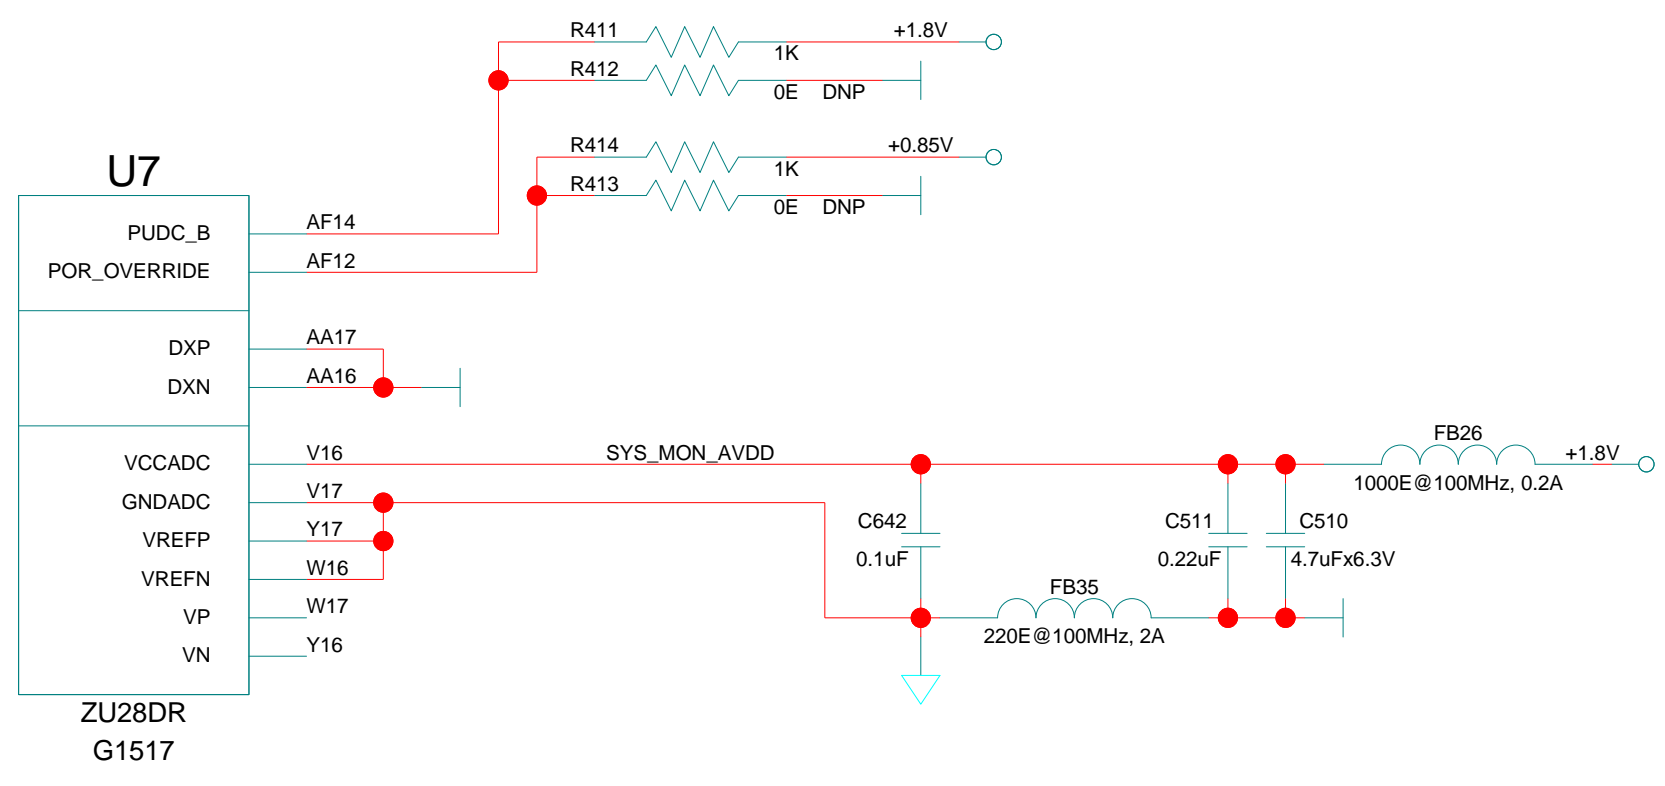 R411
+1.8V
1K
R412
0E DNP
R414
+0.85V
1K
R413
0E DNP
U7
PUDC_B
AF14
POR_OVERRIDE
AF12
DXP
AA17
DXN
AA16
VCCADC
V16
SYS_MON_AVDD
FB26
+1.8V
1000E@100MHz, 0.2A
GNDADC
V17
VREFP
Y17
C642
0.1uF
C511
0.22uF
C510
4.7uFx6.3V
VREFN
W16
FB35
220E@100MHz, 2A
VP
W17
VN
Y16
ZU28DR
G1517